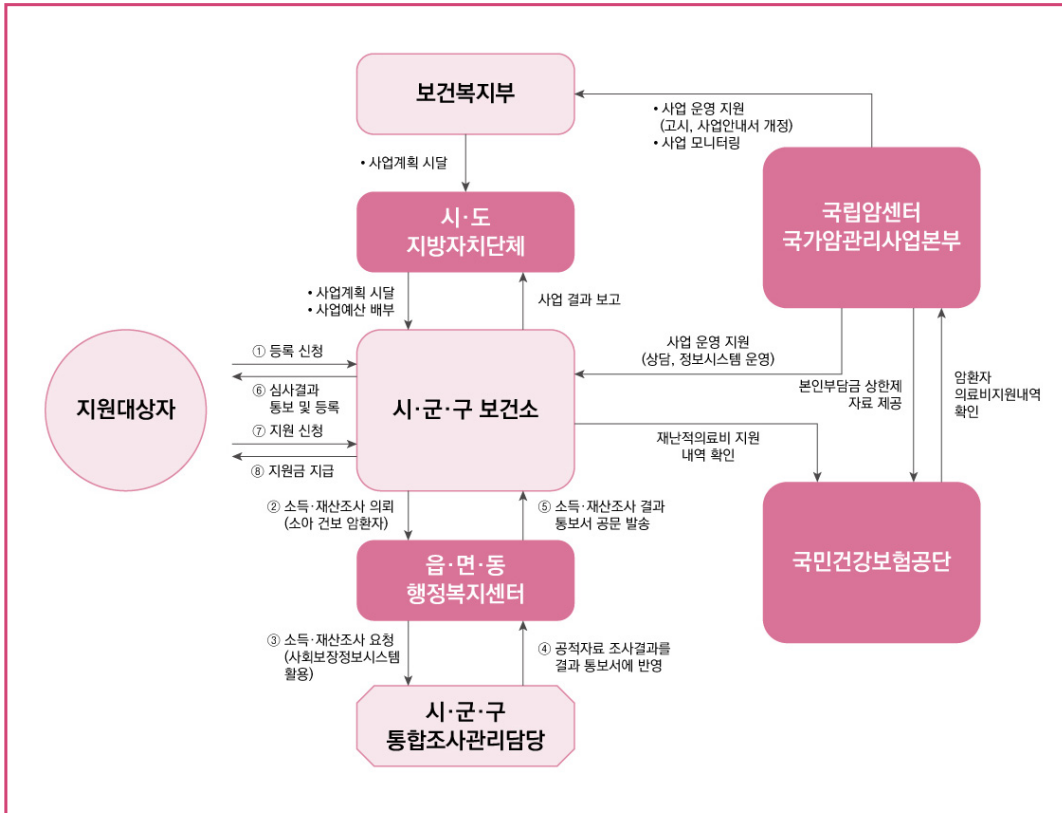 보건복지부
• 사업 운영 지원
(고시, 사업안내서 개정)
• 사업 모니터링
• 사업계획 시달
시·도
지방자치단체
국립암센터
국가암관리사업본부
• 사업계획 시달
• 사업예산 배부
사업 결과 보고
지원대상자
① 등록 신청
⑥ 심사결과
통보 및 등록
⑦ 지원 신청
⑧ 지원금 지급
시·군·구 보건소
사업 운영 지원
(상담, 정보시스템 운영)
본인부담금 상한제
자료 제공
암환자
의료비지원내역
확인
재난적의료비 지원
내역 확인
② 소득·재산조사 의뢰
(소아 건보 암환자)
⑤ 소득·재산조사 결과
통보서 공문 발송
읍·면·동
행정복지센터
국민건강보험공단
③ 소득·재산조사 요청
(사회보장정보시스템
활용)
④ 공적자료 조사결과를
결과 통보서에 반영
시·군·구
통합조사관리담당